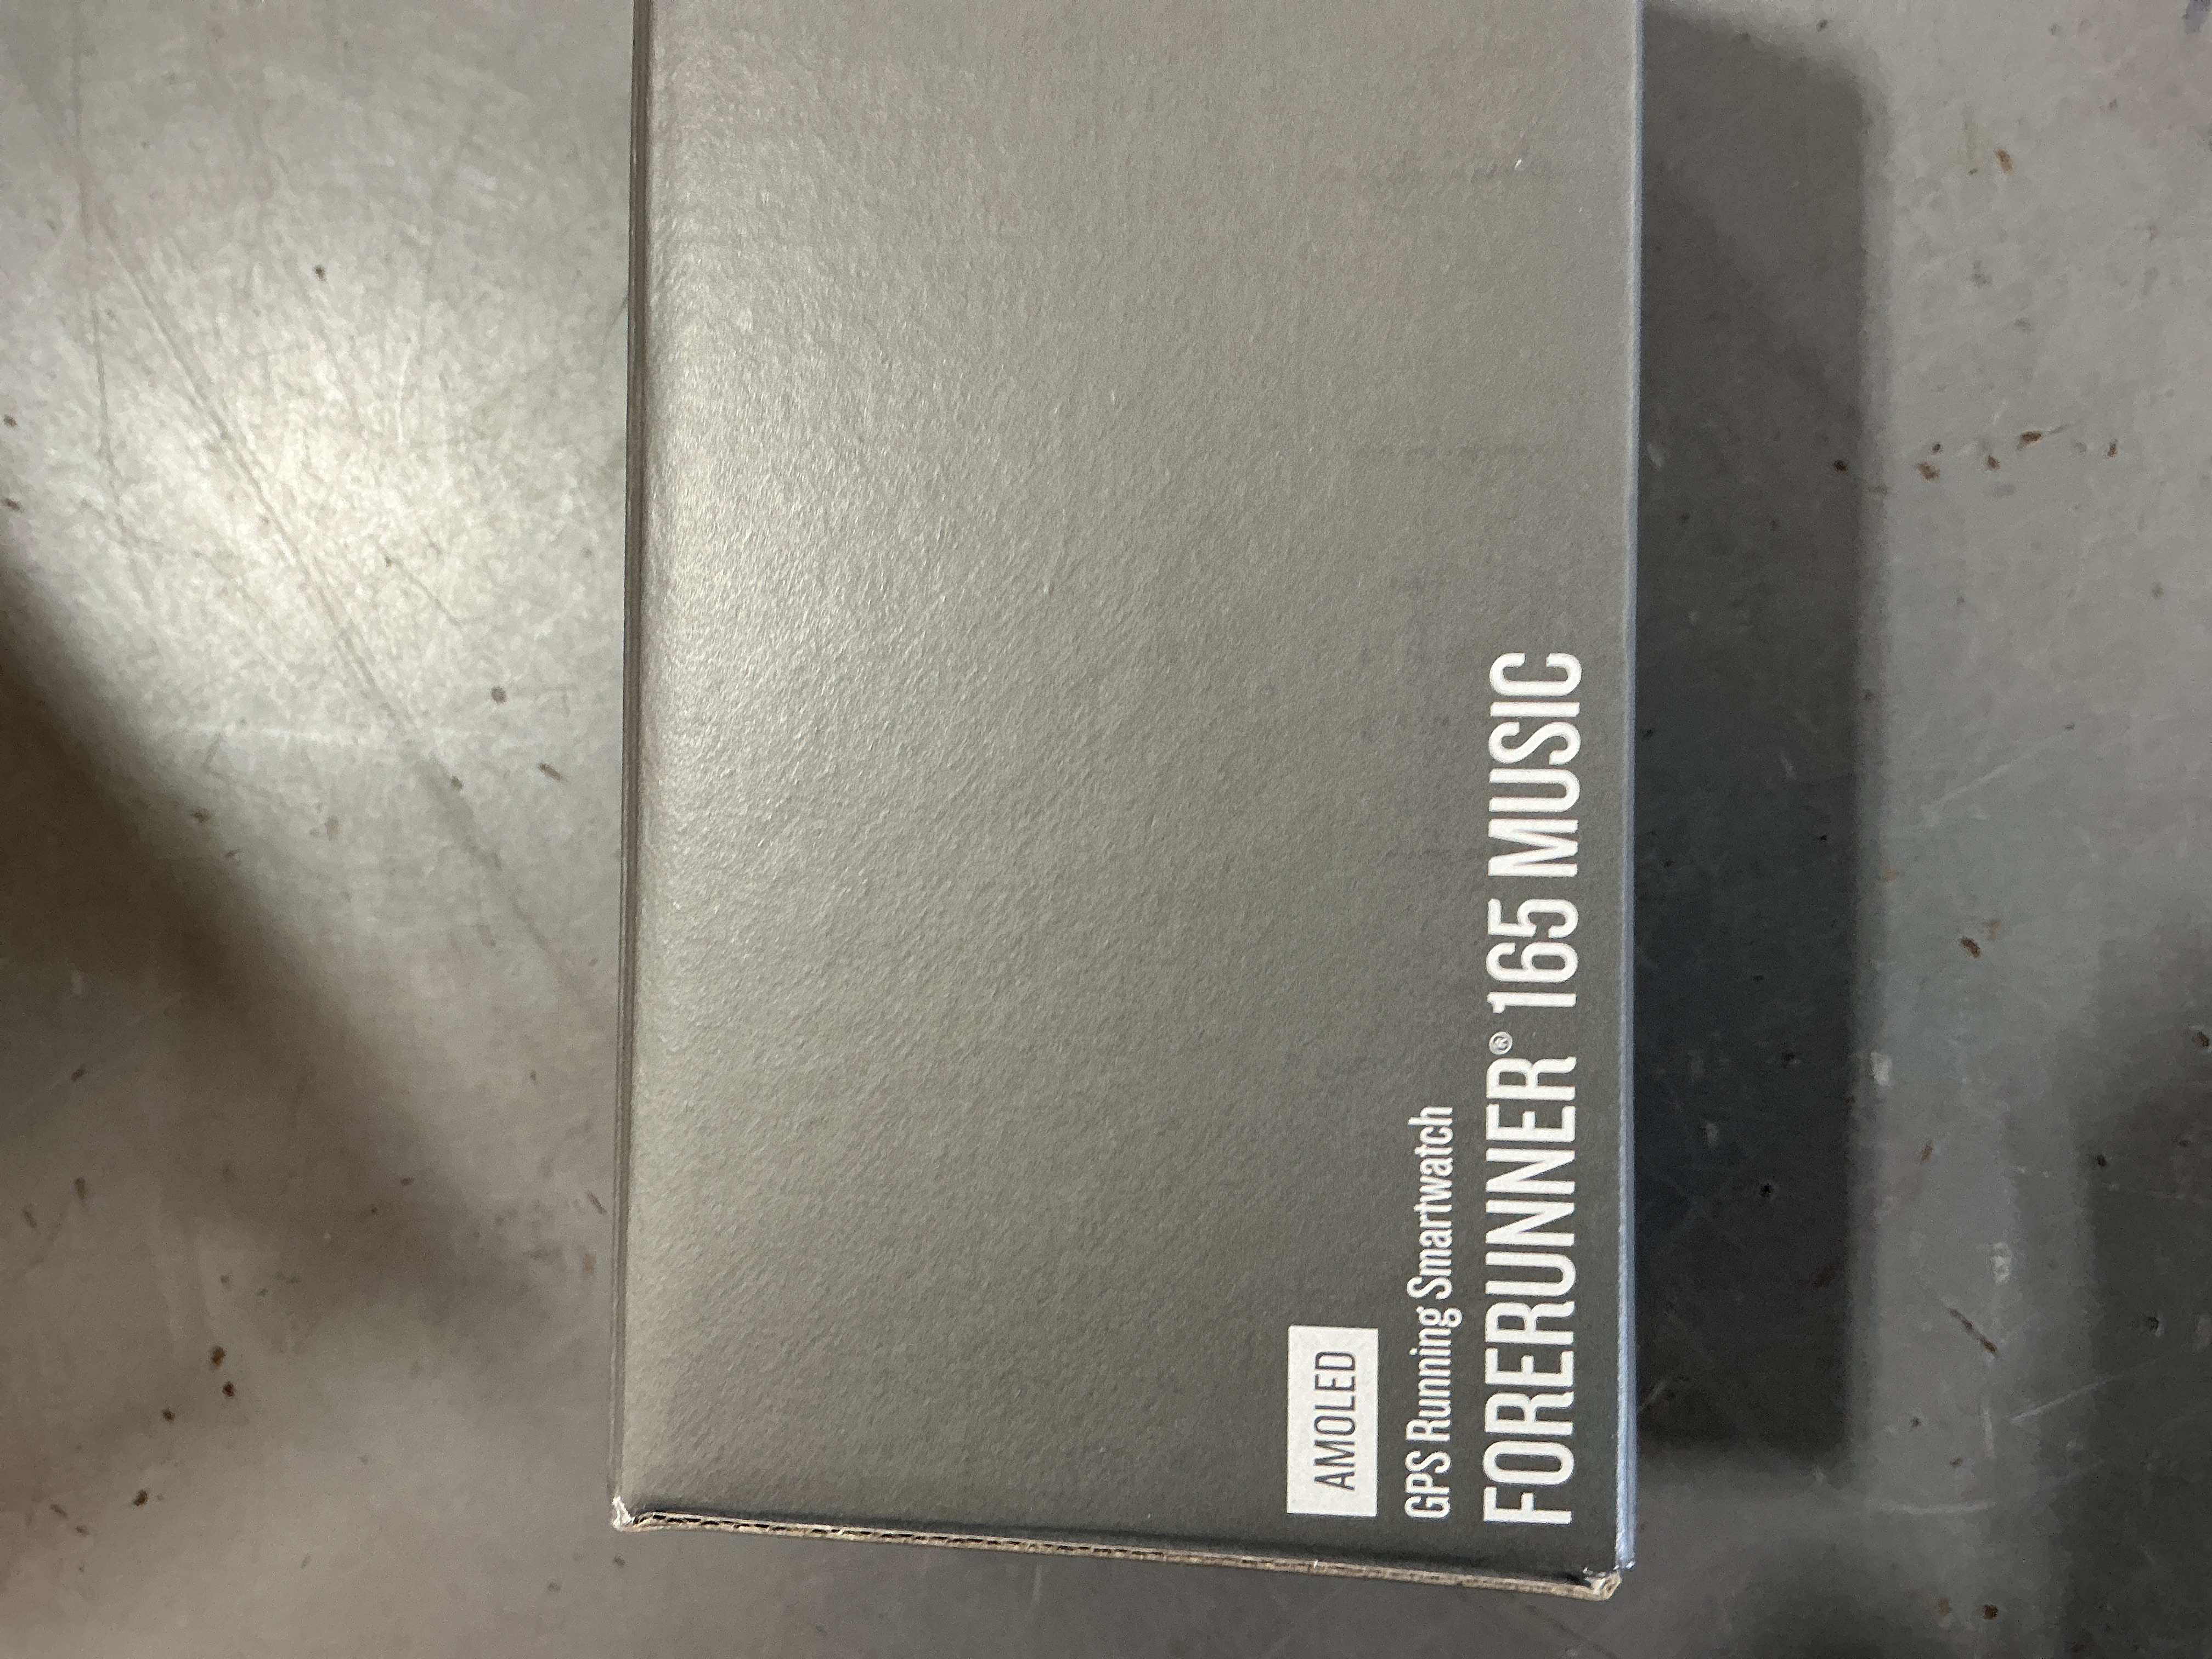 AMOLED
GPS Running Smartwatch
FORERUNNER® 165 MUSIC